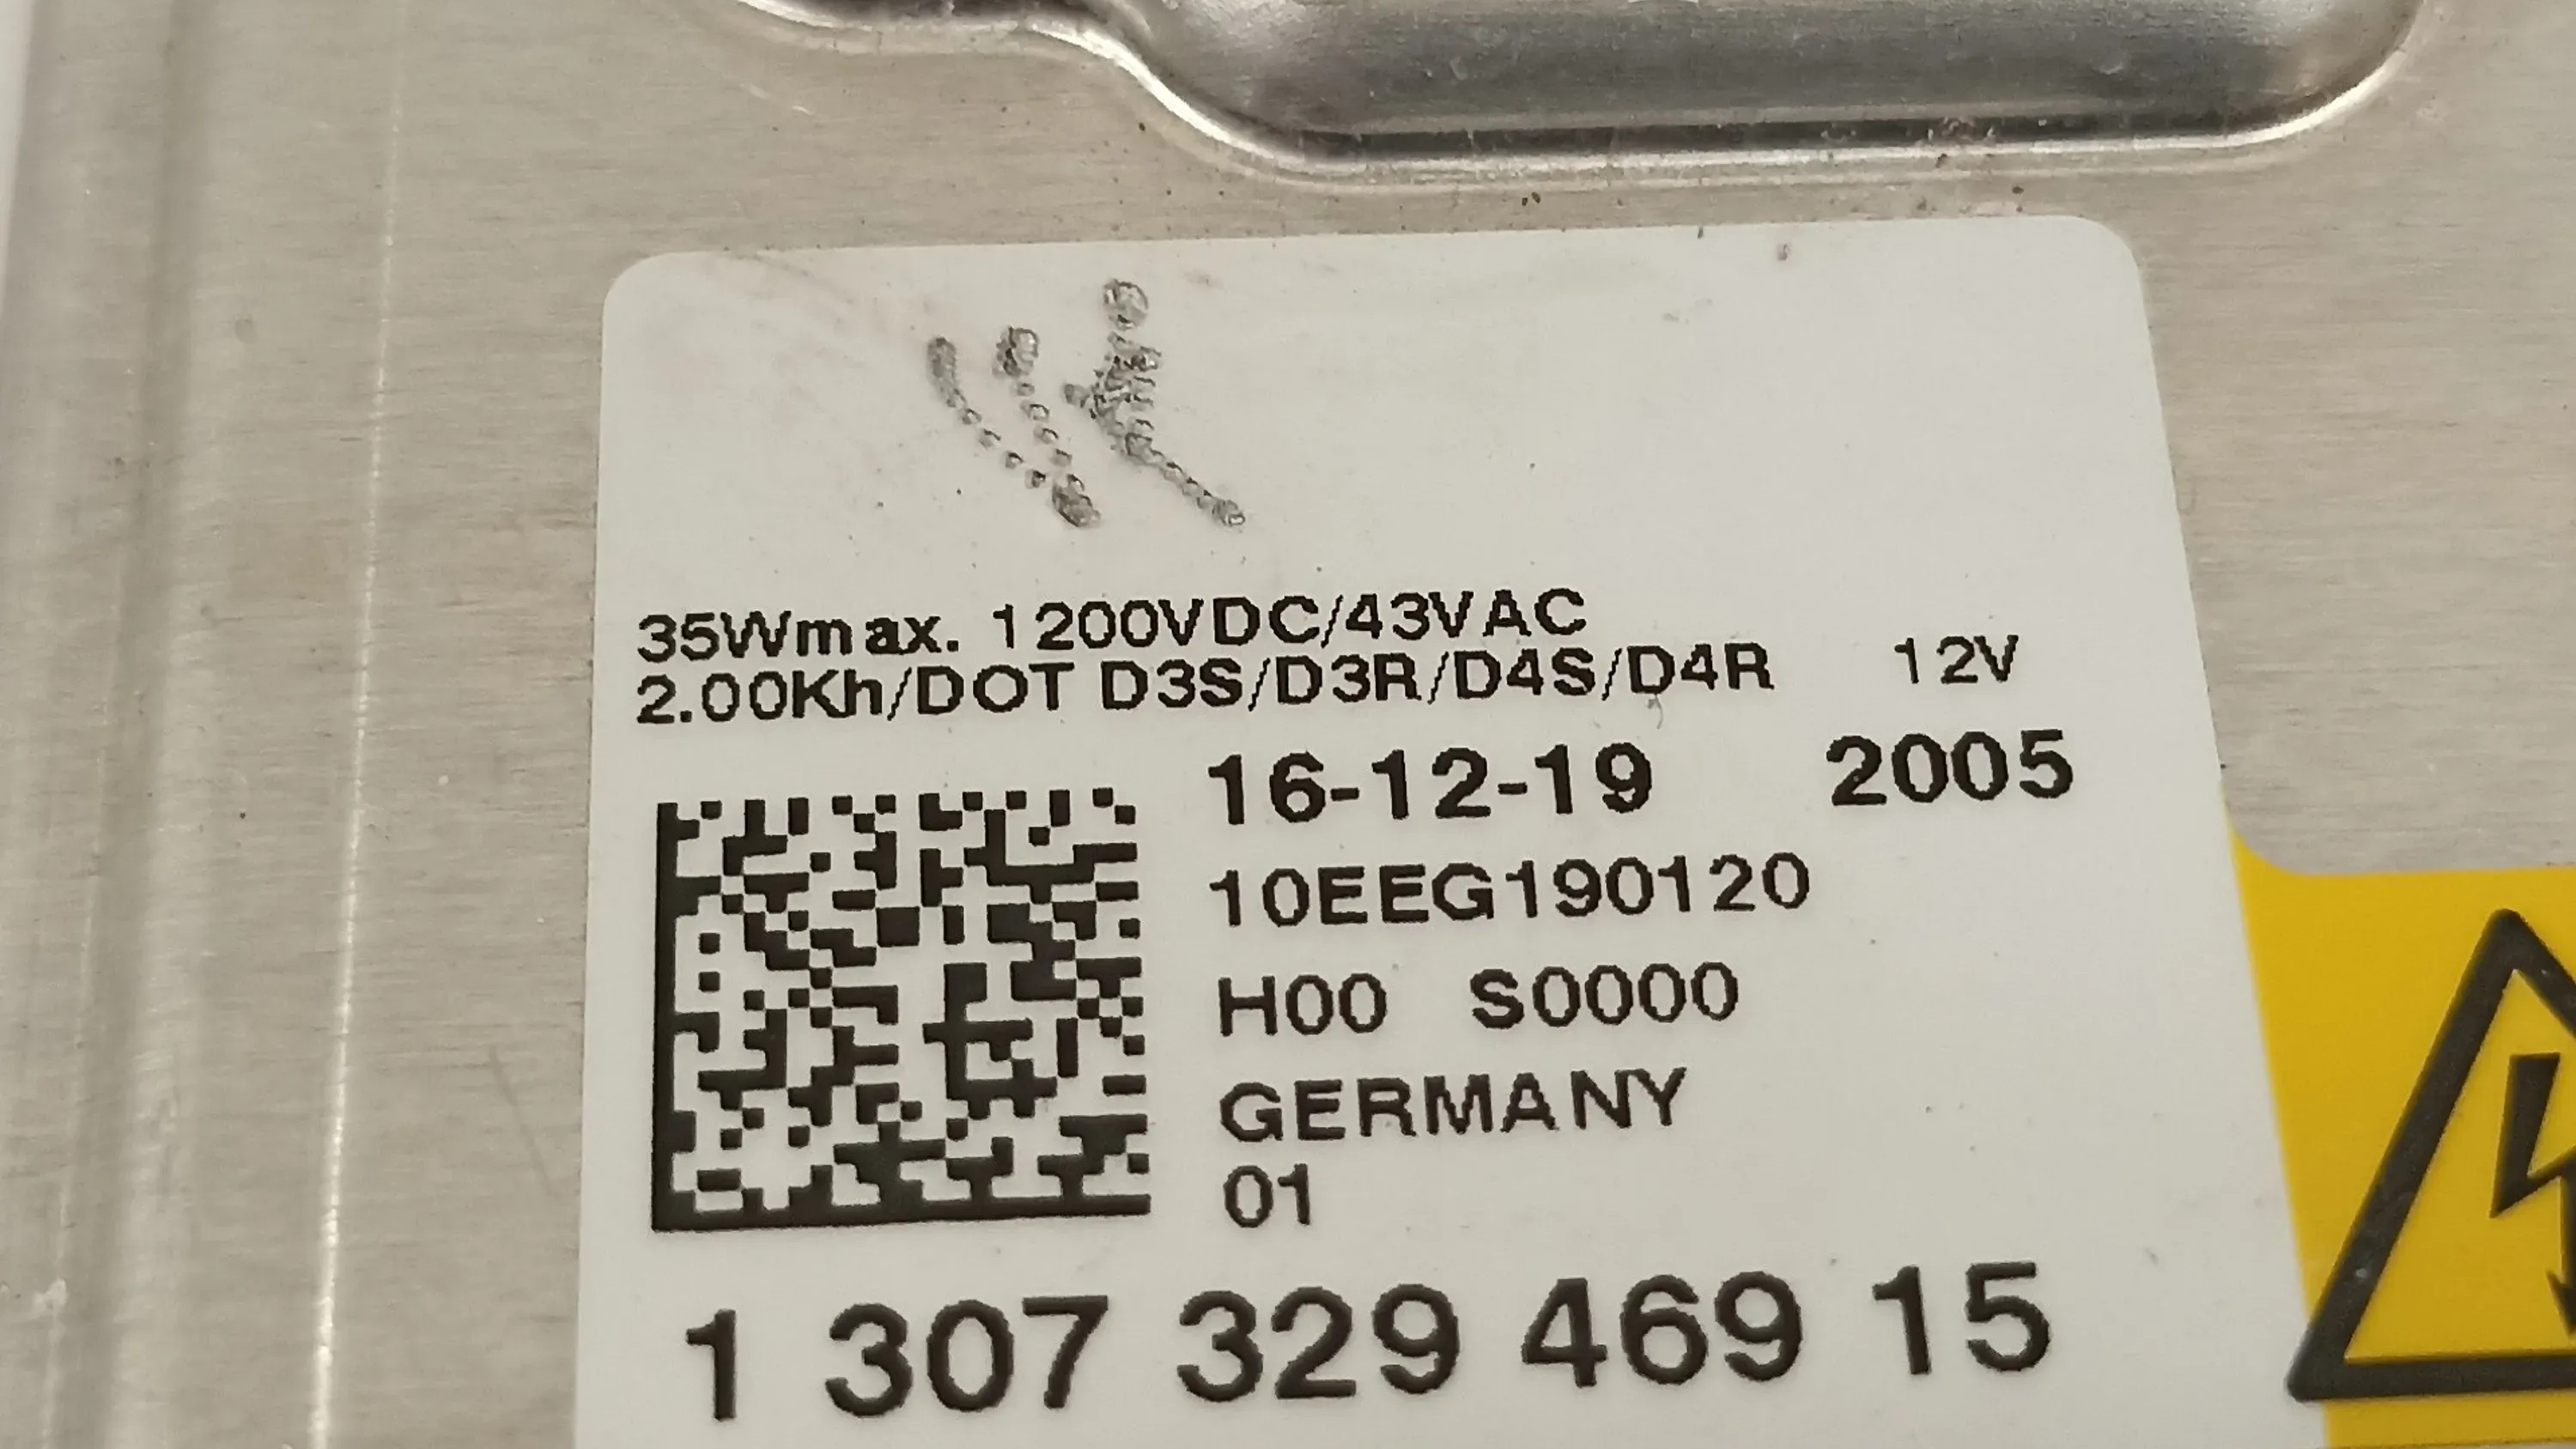 35Wmax. 1200VDC/43VAC
2.00Kh/DOT D3S/D3R/D4S/D4R 12V
16-12-19 2005
10EEG190120
H00 S0000
GERMANY
01
1 307 329 469 15